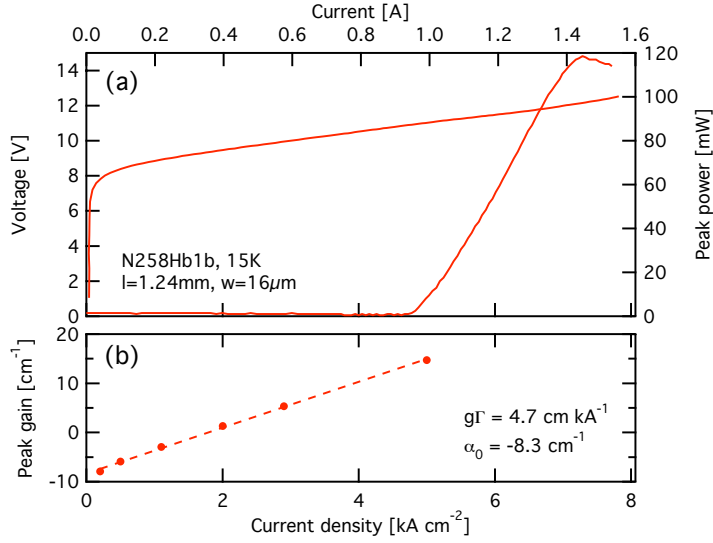 Current [A]
0.0 0.2 0.4 0.6 0.8 1.0 1.2 1.4 1.6
(a)
Voltage [V]
14
12
10
8
6
4
2
0
Peak power [mW]
120
100
80
60
40
20
0
N258Hb1b, 15K
l=1.24mm, w=16µm
(b)
Peak gain [cm⁻¹]
20
10
0
-10
gΓ = 4.7 cm kA⁻¹
α₀ = -8.3 cm⁻¹
0 2 4 6 8
Current density [kA cm⁻²]